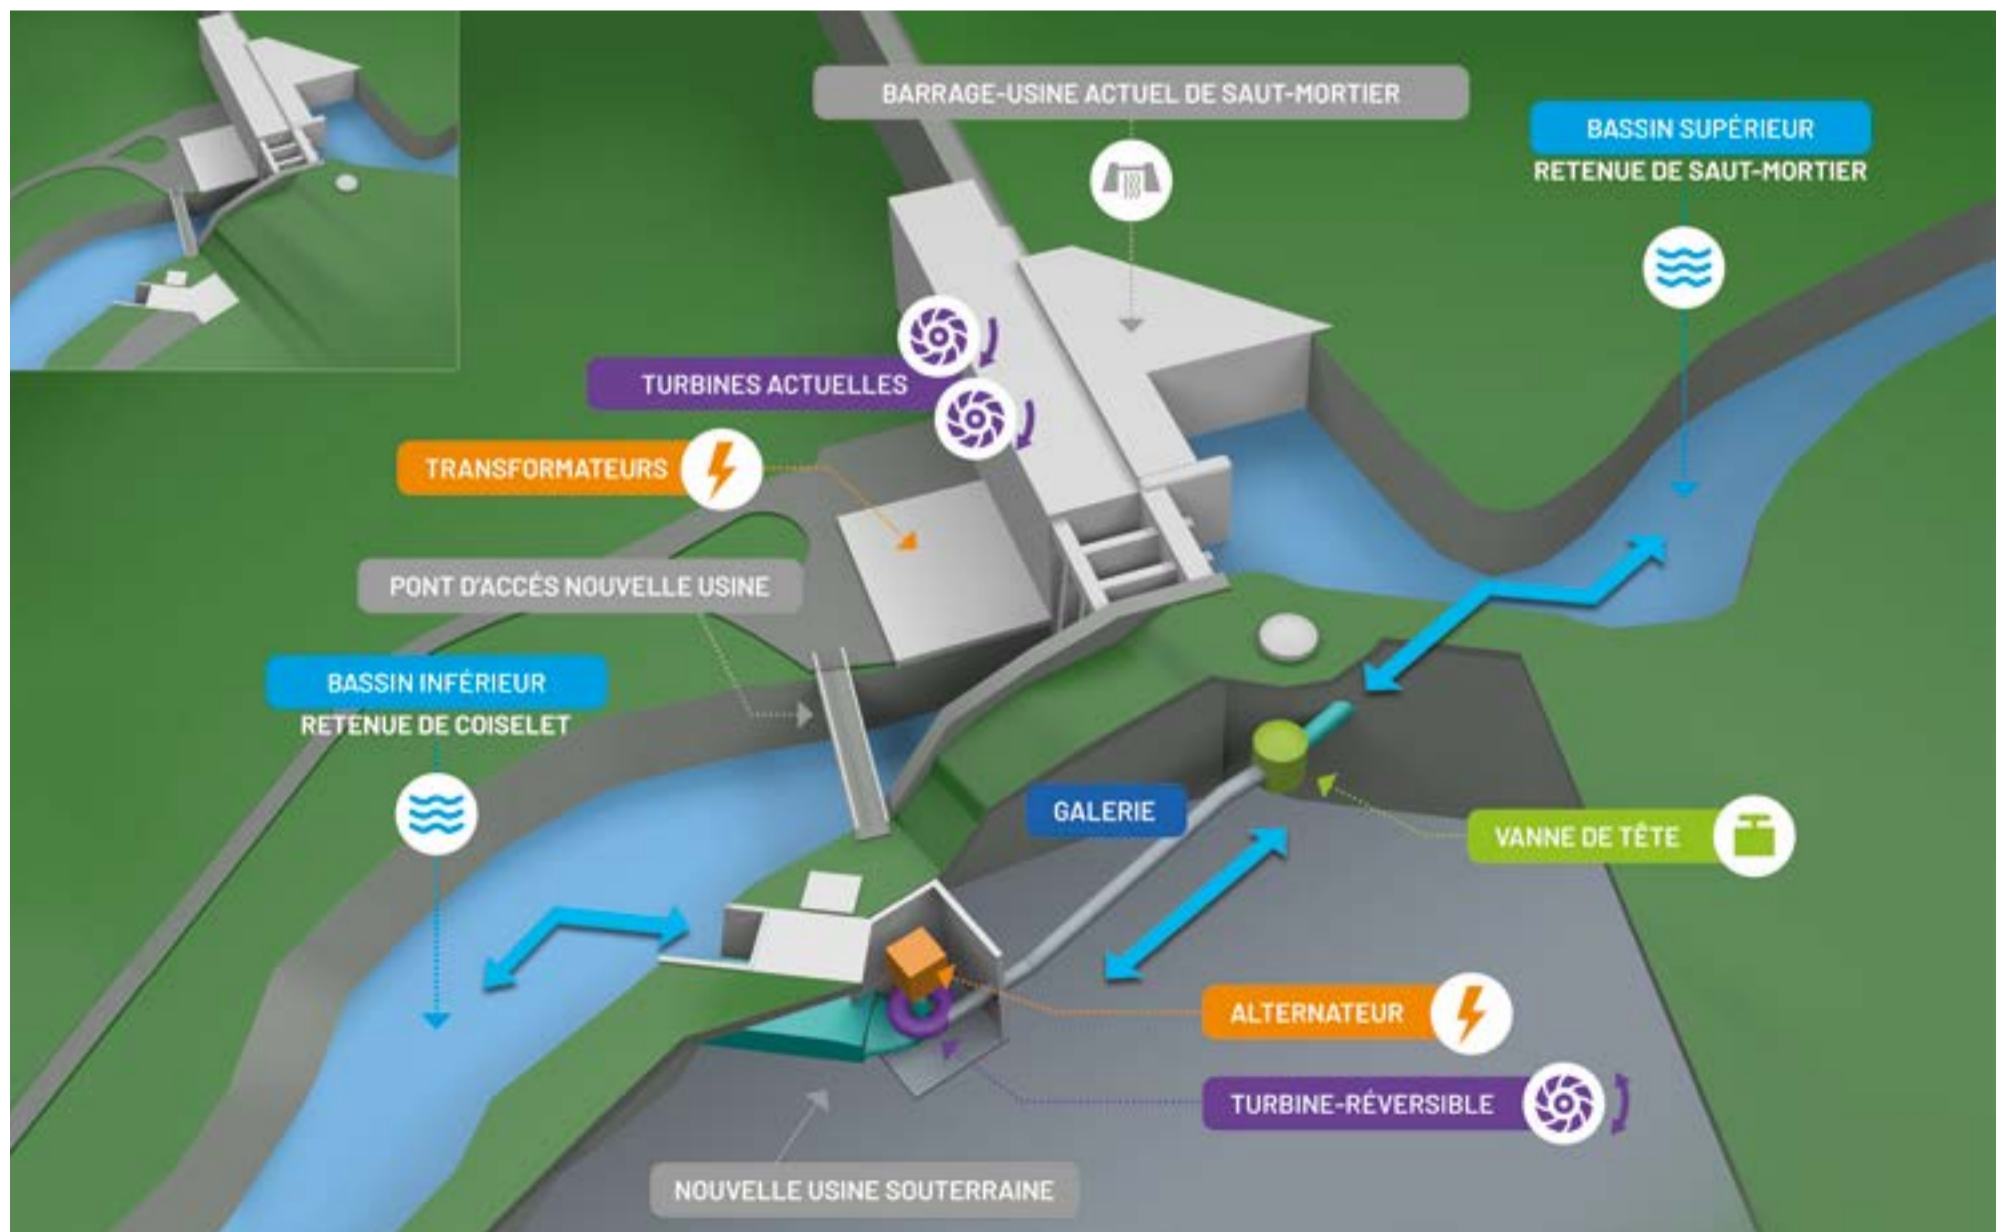 BARRAGE-USINE ACTUEL DE SAUT-MORTIER
BASSIN SUPÉRIEUR
RETENUE DE SAUT-MORTIER
TURBINES ACTUELLES
TRANSFORMATEURS
PONT D'ACCÉS NOUVELLE USINE
BASSIN INFÉRIEUR
RETENUE DE COISELET
GALERIE
VANNE DE TÊTE
ALTERNATEUR
TURBINE-RÉVERSIBLE
NOUVELLE USINE SOUTERRAINE